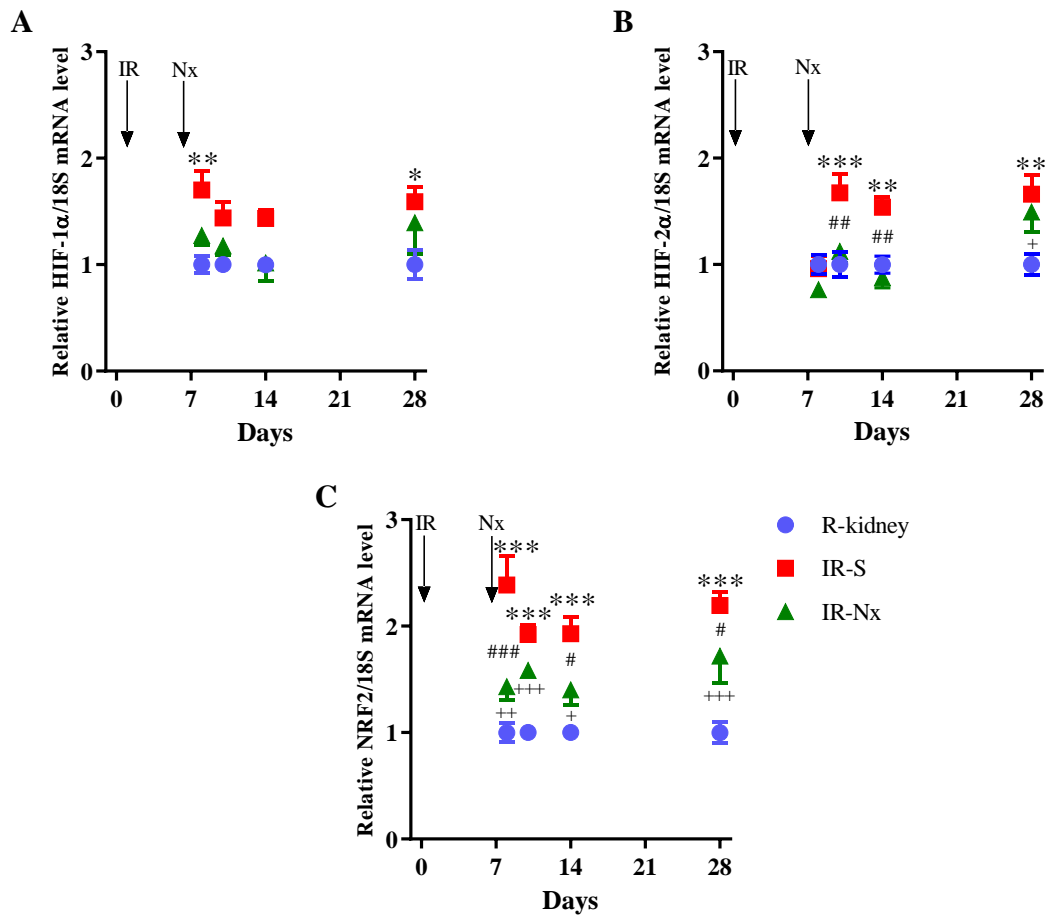 A
Relative HIF-1α/18S mRNA level
3
2
1
0
IR
Nx
**
*
0
7
14
21
28
Days
B
Relative HIF-2α/18S mRNA level
3
2
1
0
IR
Nx
***
**
**
##
##
+
0
7
14
21
28
Days
C
Relative NRF2/18S mRNA level
3
2
1
0
IR
Nx
***
***
***
***
###
#
#
++
+++
+
+++
0
7
14
21
28
Days
R-kidney
IR-S
IR-Nx